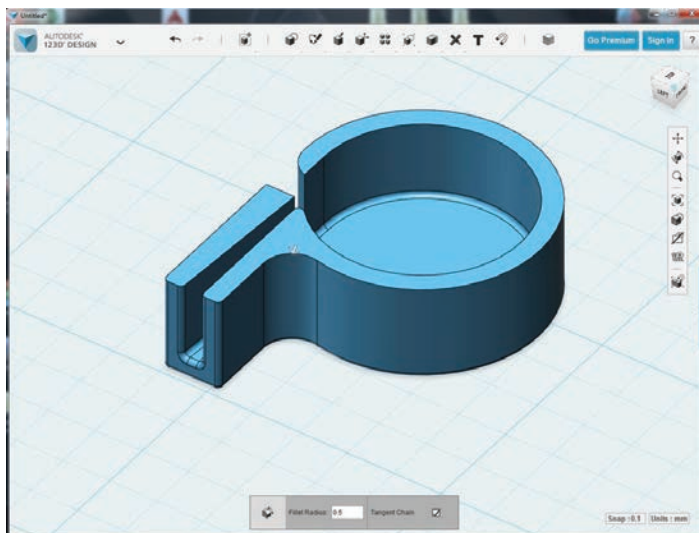 Untitled*
AUTODESK
123D° DESIGN
Go Premium
Sign In
?
LEFT
Fillet Radius 0.5 Tangent Chain
Snap : 0.1 Units : mm